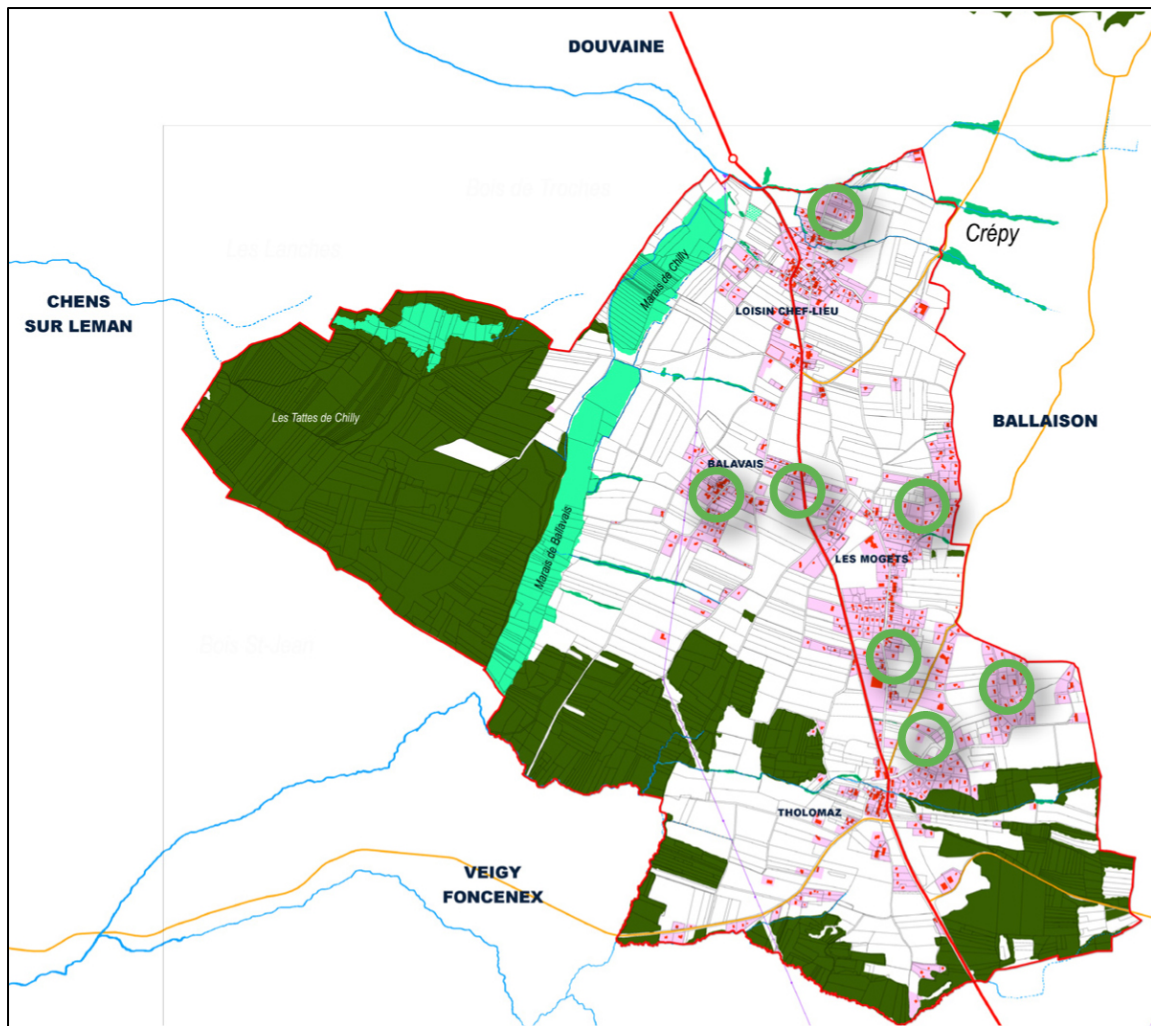 DOUVAINE
Bois de Troches
Les Lanches
Crépy
CHENS
SUR LEMAN
Marais de Chilly
LOISIN CHEF-LIEU
Les Tattes de Chilly
BALLAISON
BALAVAIS
Marais de Ballavais
LES MOGETS
Bois St-Jean
THOLOMAZ
VEIGY
FONCENEX